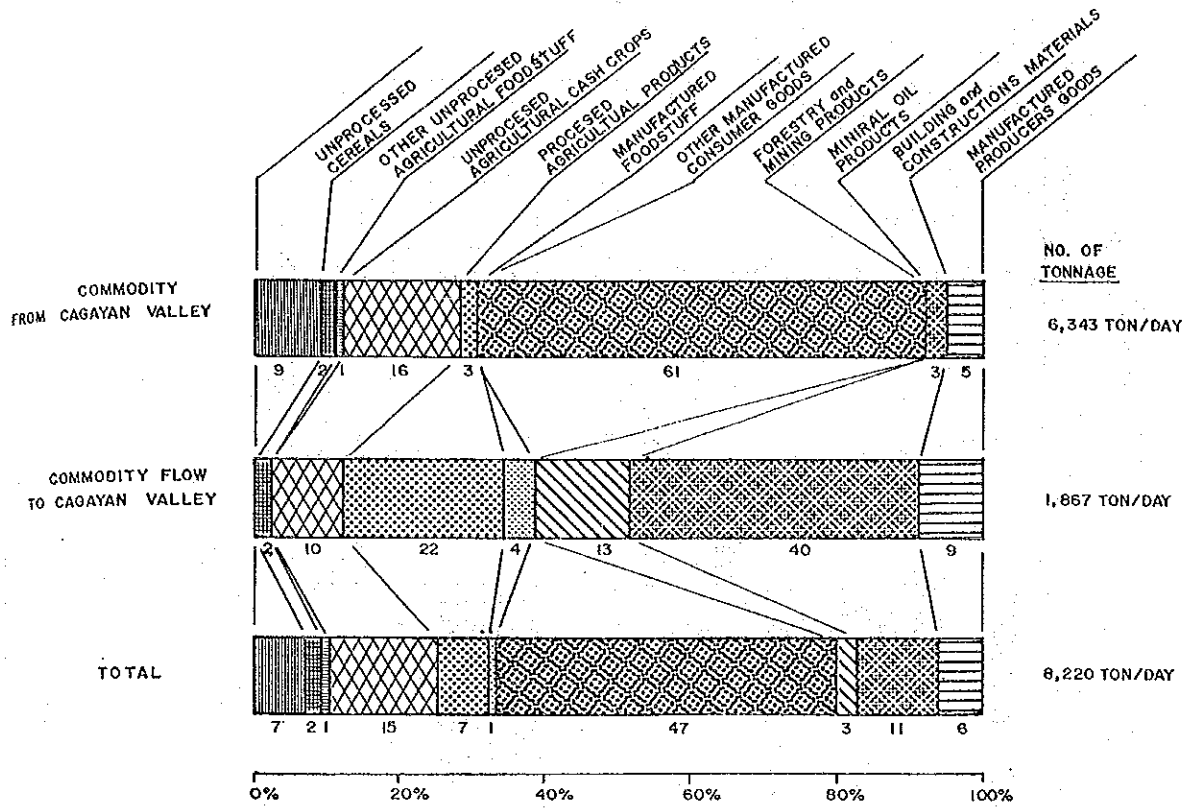 UNPROCESSED
CEREALS
OTHER UNPROCESED
AGRICULTURAL FOODSTUFF
UNPROCESED
AGRICULTURAL CASH CROPS
PROCESED
AGRICULTUAL PRODUCTS
MANUFACTURED
FOODSTUFF
OTHER MANUFACTURED
CONSUMER GOODS
FORESTRY and
MINING PRODUCTS
MINIRAL OIL
PRODUCTS
BUILDING and
CONSTRUCTIONS MATERIALS
MANUFACTURED
PRODUCERS GOODS
NO. OF
TONNAGE
COMMODITY
FROM CAGAYAN VALLEY
6,343 TON/DAY
9 2 1 16 3 61 3 5
COMMODITY FLOW
TO CAGAYAN VALLEY
1,867 TON/DAY
2 10 22 4 13 40 9
TOTAL
8,220 TON/DAY
7 2 1 15 7 1 47 3 11 6
0% 20% 40% 60% 80% 100%